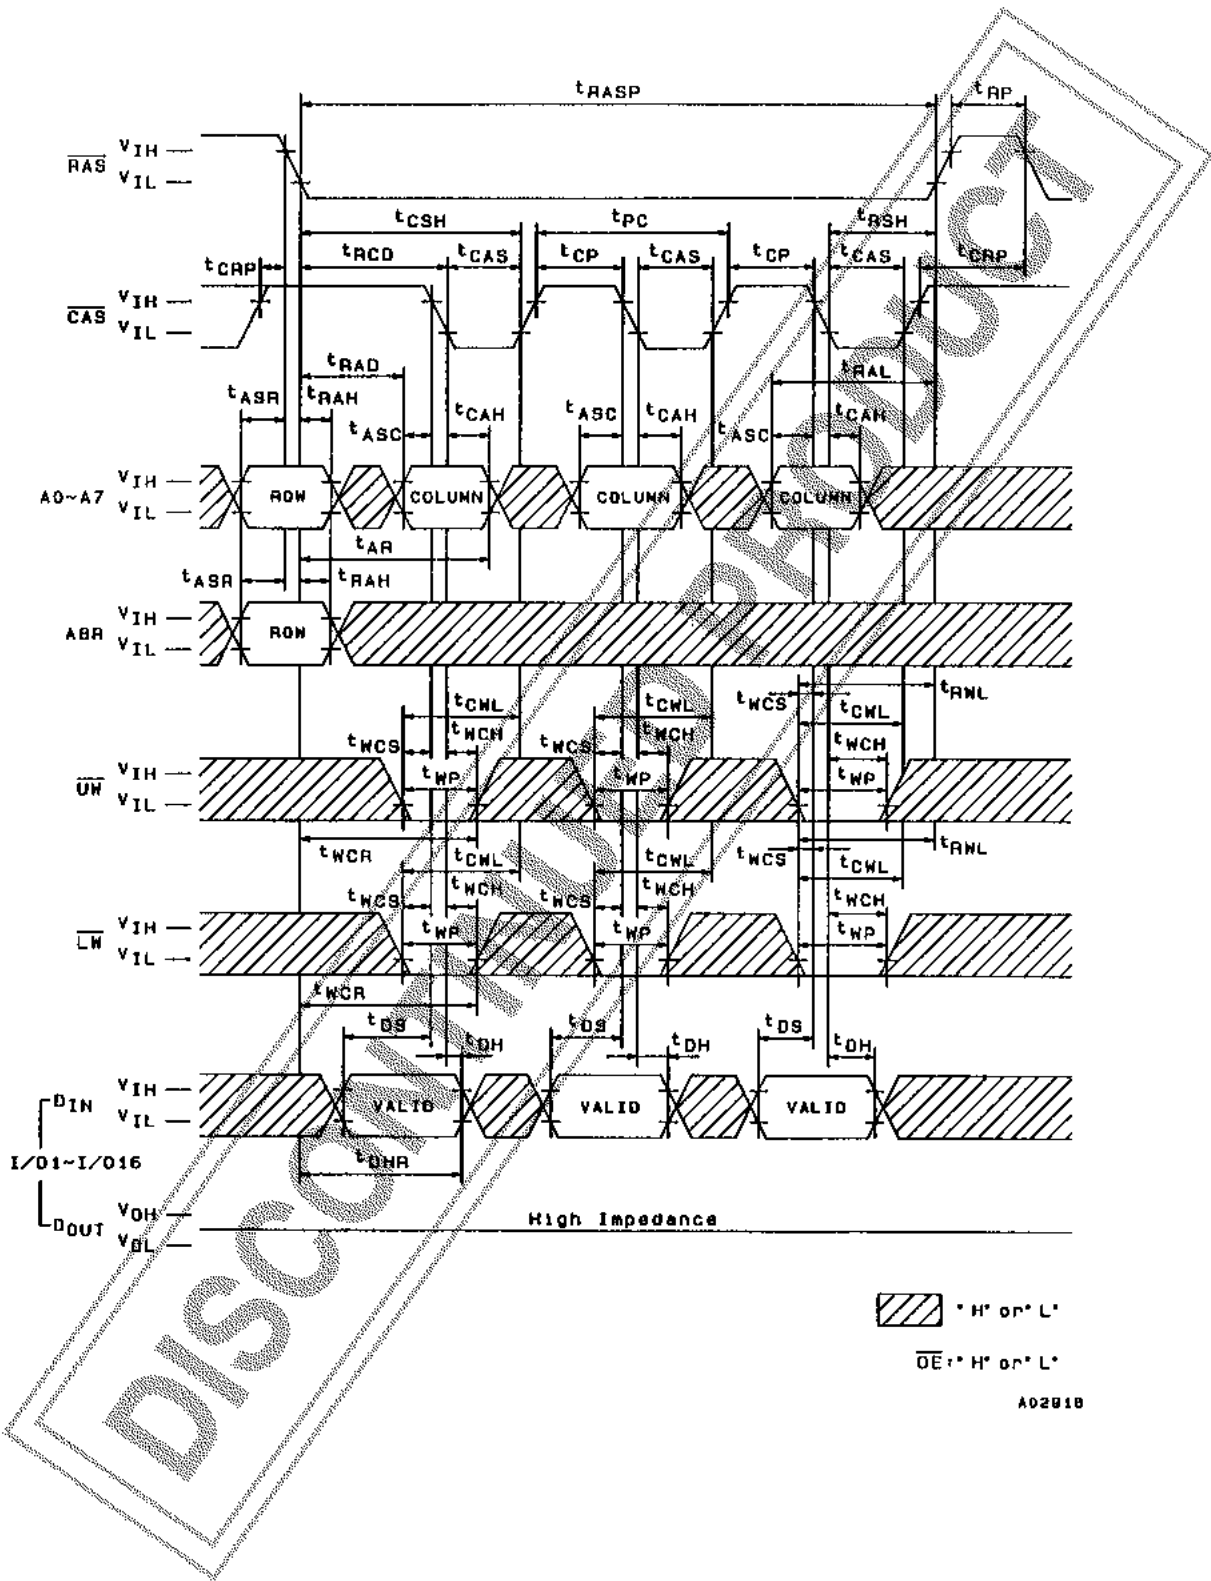 tRASP tRP
RAS VIH
VIL
tCSH tPC tRSH
tCRP tRCD tCAS tCP tCAS tCP tCAS tCRP
CAS VIH
VIL
tRAD tRAL
tASR tRAH tASC tCAH tASC tCAH tASC tCAH
A0~A7 VIH
VIL
ROW COLUMN COLUMN COLUMN
tAR
tASR tRAH
A8R VIH
VIL
ROW
tCWL tCWL tWCS tRWL
tCWL
tWCS tWCH tWCS tWCH tWCH
UW VIH
VIL
tWP tWP tWP
tWCR tCWL tCWL tWCS tRWL
tCWL
tWCS tWCH tWCS tWCH tWCH
LW VIH
VIL
tWP tWP tWP
tWCR
tDS tDH tDS tDH tDS tDH
DIN VIH
VIL
VALID VALID VALID
I/O1~I/O16
tDHR
DOUT VOH
VOL
High Impedance
"H" or "L"
OE: "H" or "L"
A02918
DISCONTINUED PRODUCT